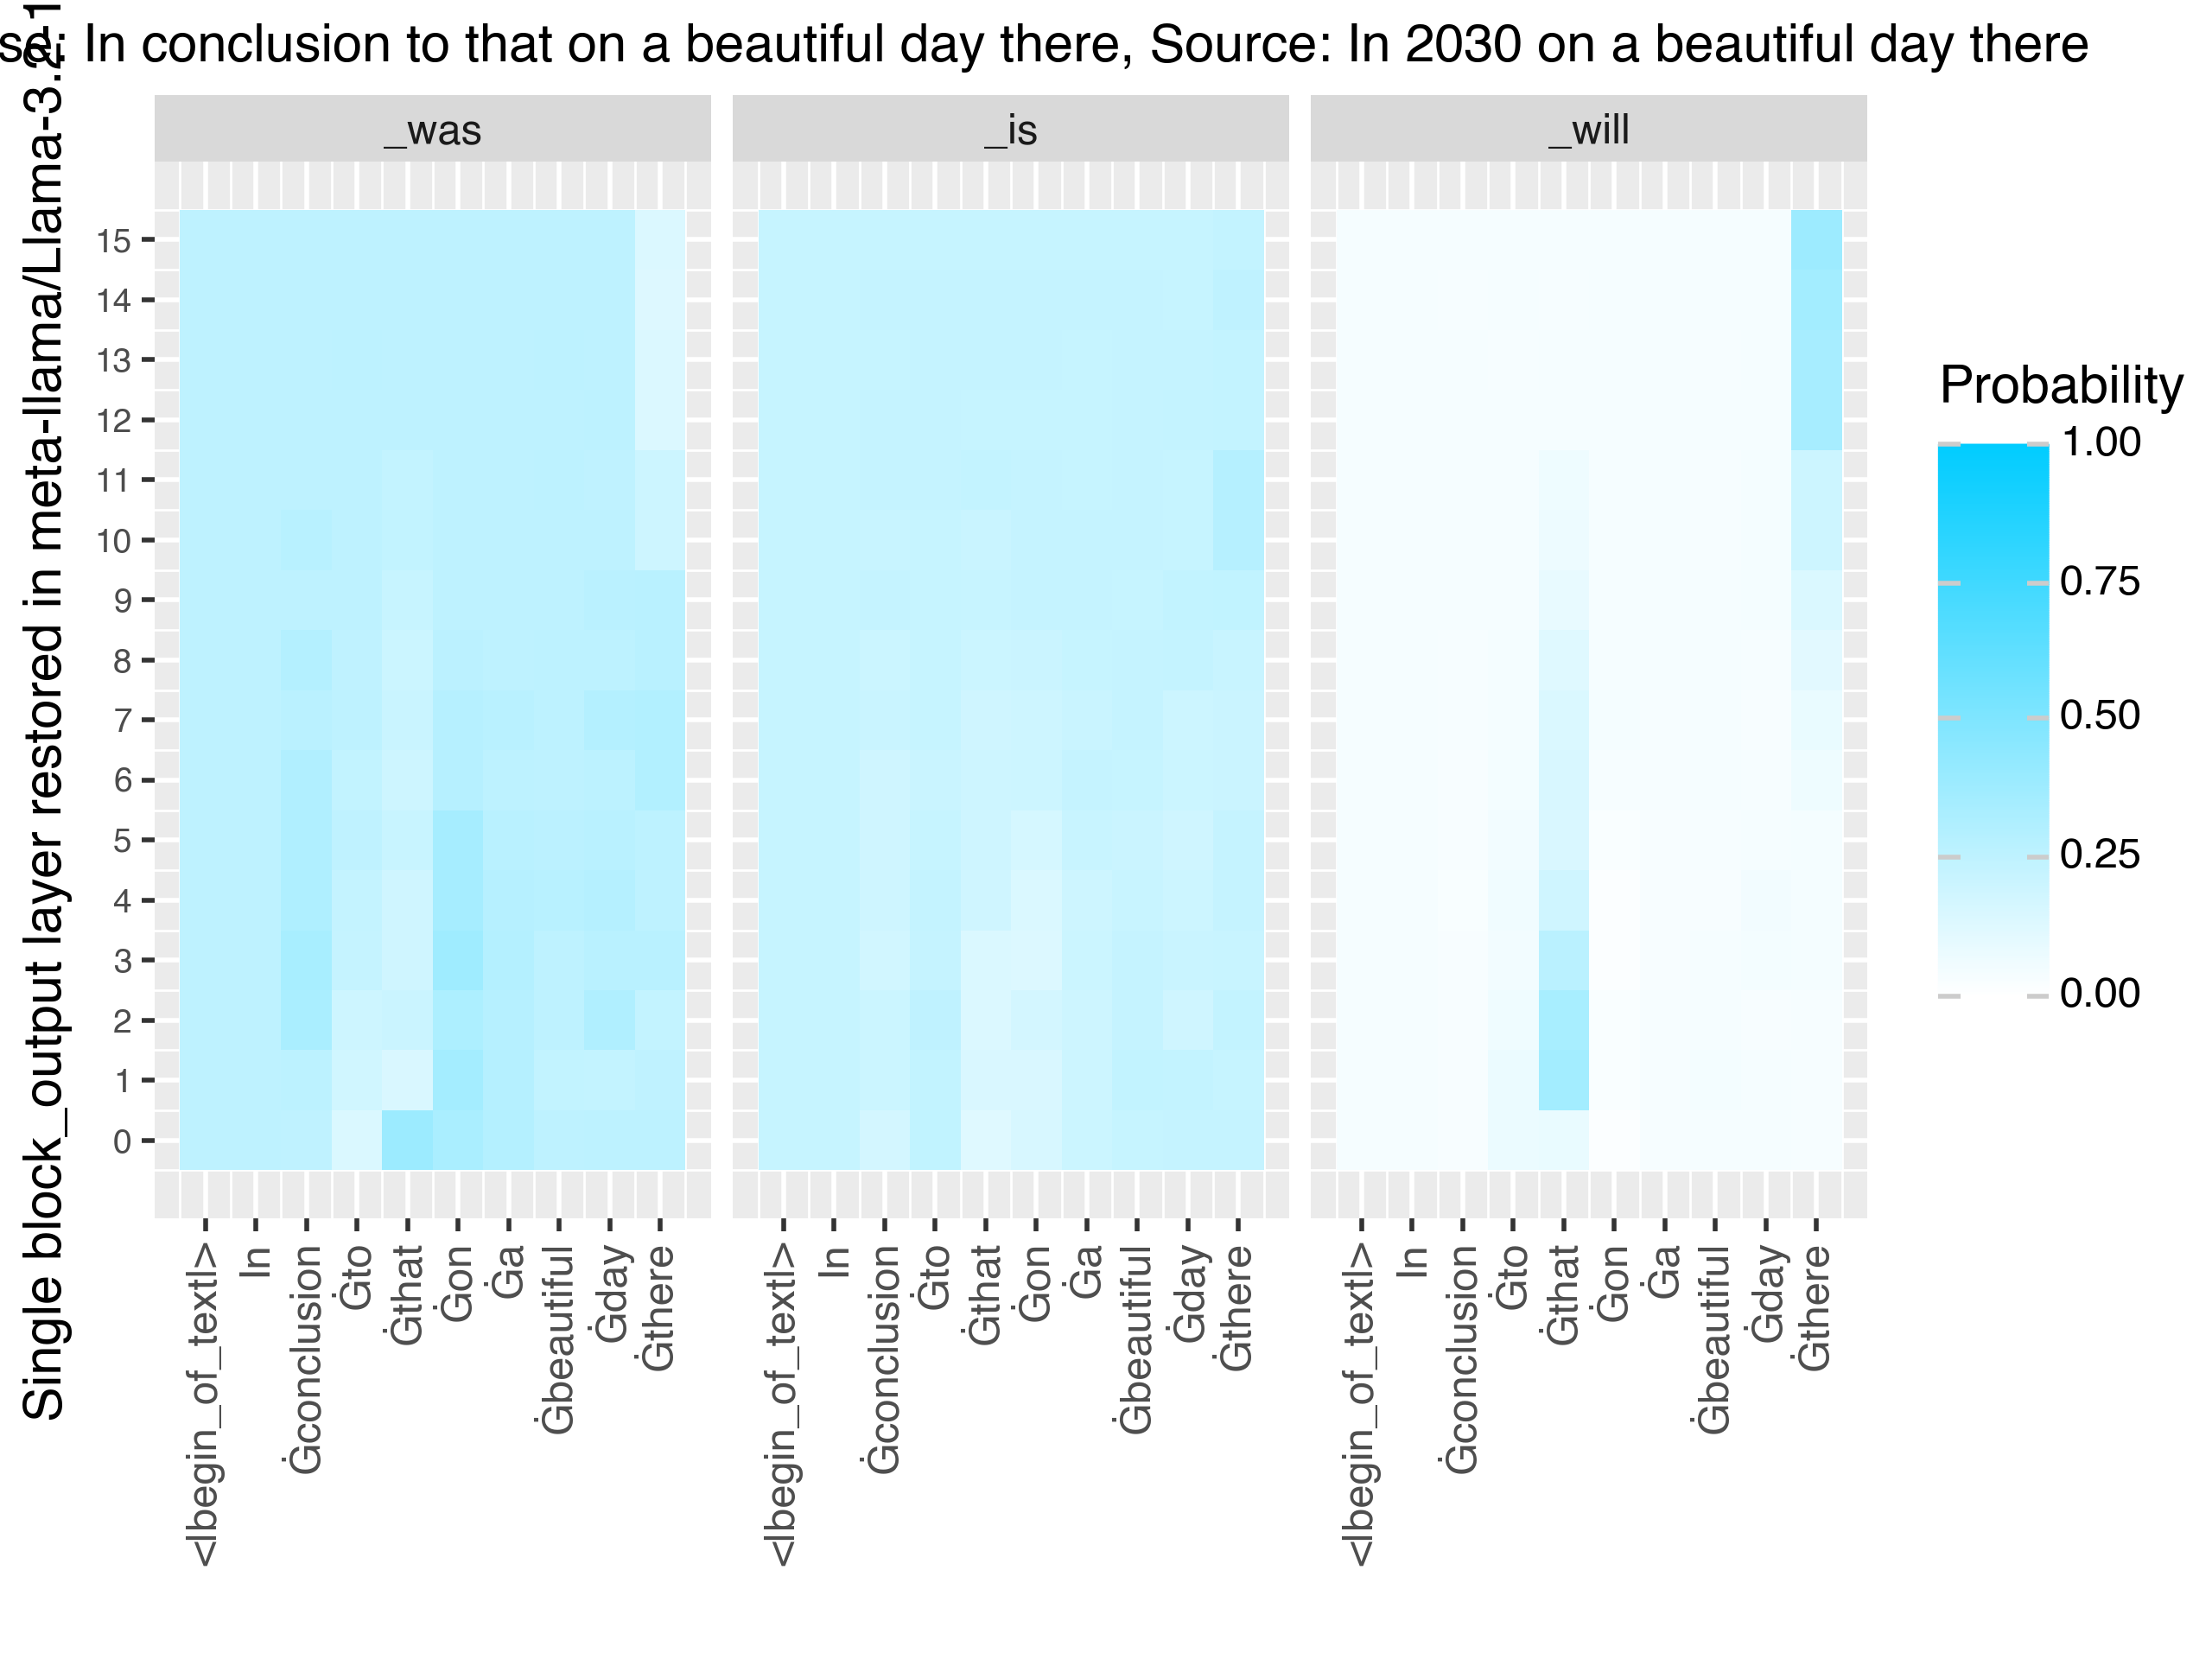 se: In conclusion to that on a beautiful day there, Source: In 2030 on a beautiful day there
Single block_output layer restored in meta-llama/Llama-3.2-1
_was
_is
_will
15
14
13
12
11
10
9
8
7
6
5
4
3
2
1
0
<|begin_of_text|>
In
Ġconclusion
Ġto
Ġthat
Ġon
Ġa
Ġbeautiful
Ġday
Ġthere
<|begin_of_text|>
In
Ġconclusion
Ġto
Ġthat
Ġon
Ġa
Ġbeautiful
Ġday
Ġthere
<|begin_of_text|>
In
Ġconclusion
Ġto
Ġthat
Ġon
Ġa
Ġbeautiful
Ġday
Ġthere
Probability
1.00
0.75
0.50
0.25
0.00